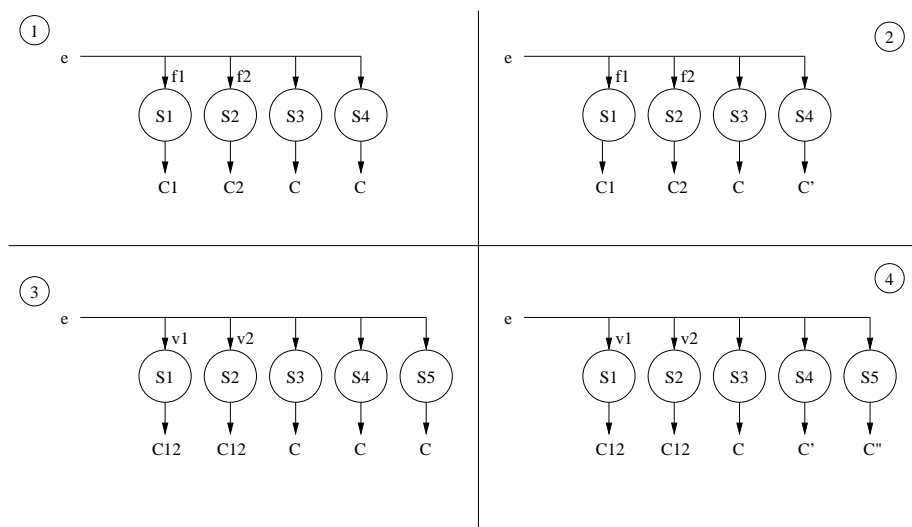 1
e
f1 f2
S1 S2 S3 S4
C1 C2 C C
2
e
f1 f2
S1 S2 S3 S4
C1 C2 C C'
3
e
v1 v2
S1 S2 S3 S4 S5
C12 C12 C C C
4
e
v1 v2
S1 S2 S3 S4 S5
C12 C12 C C' C"